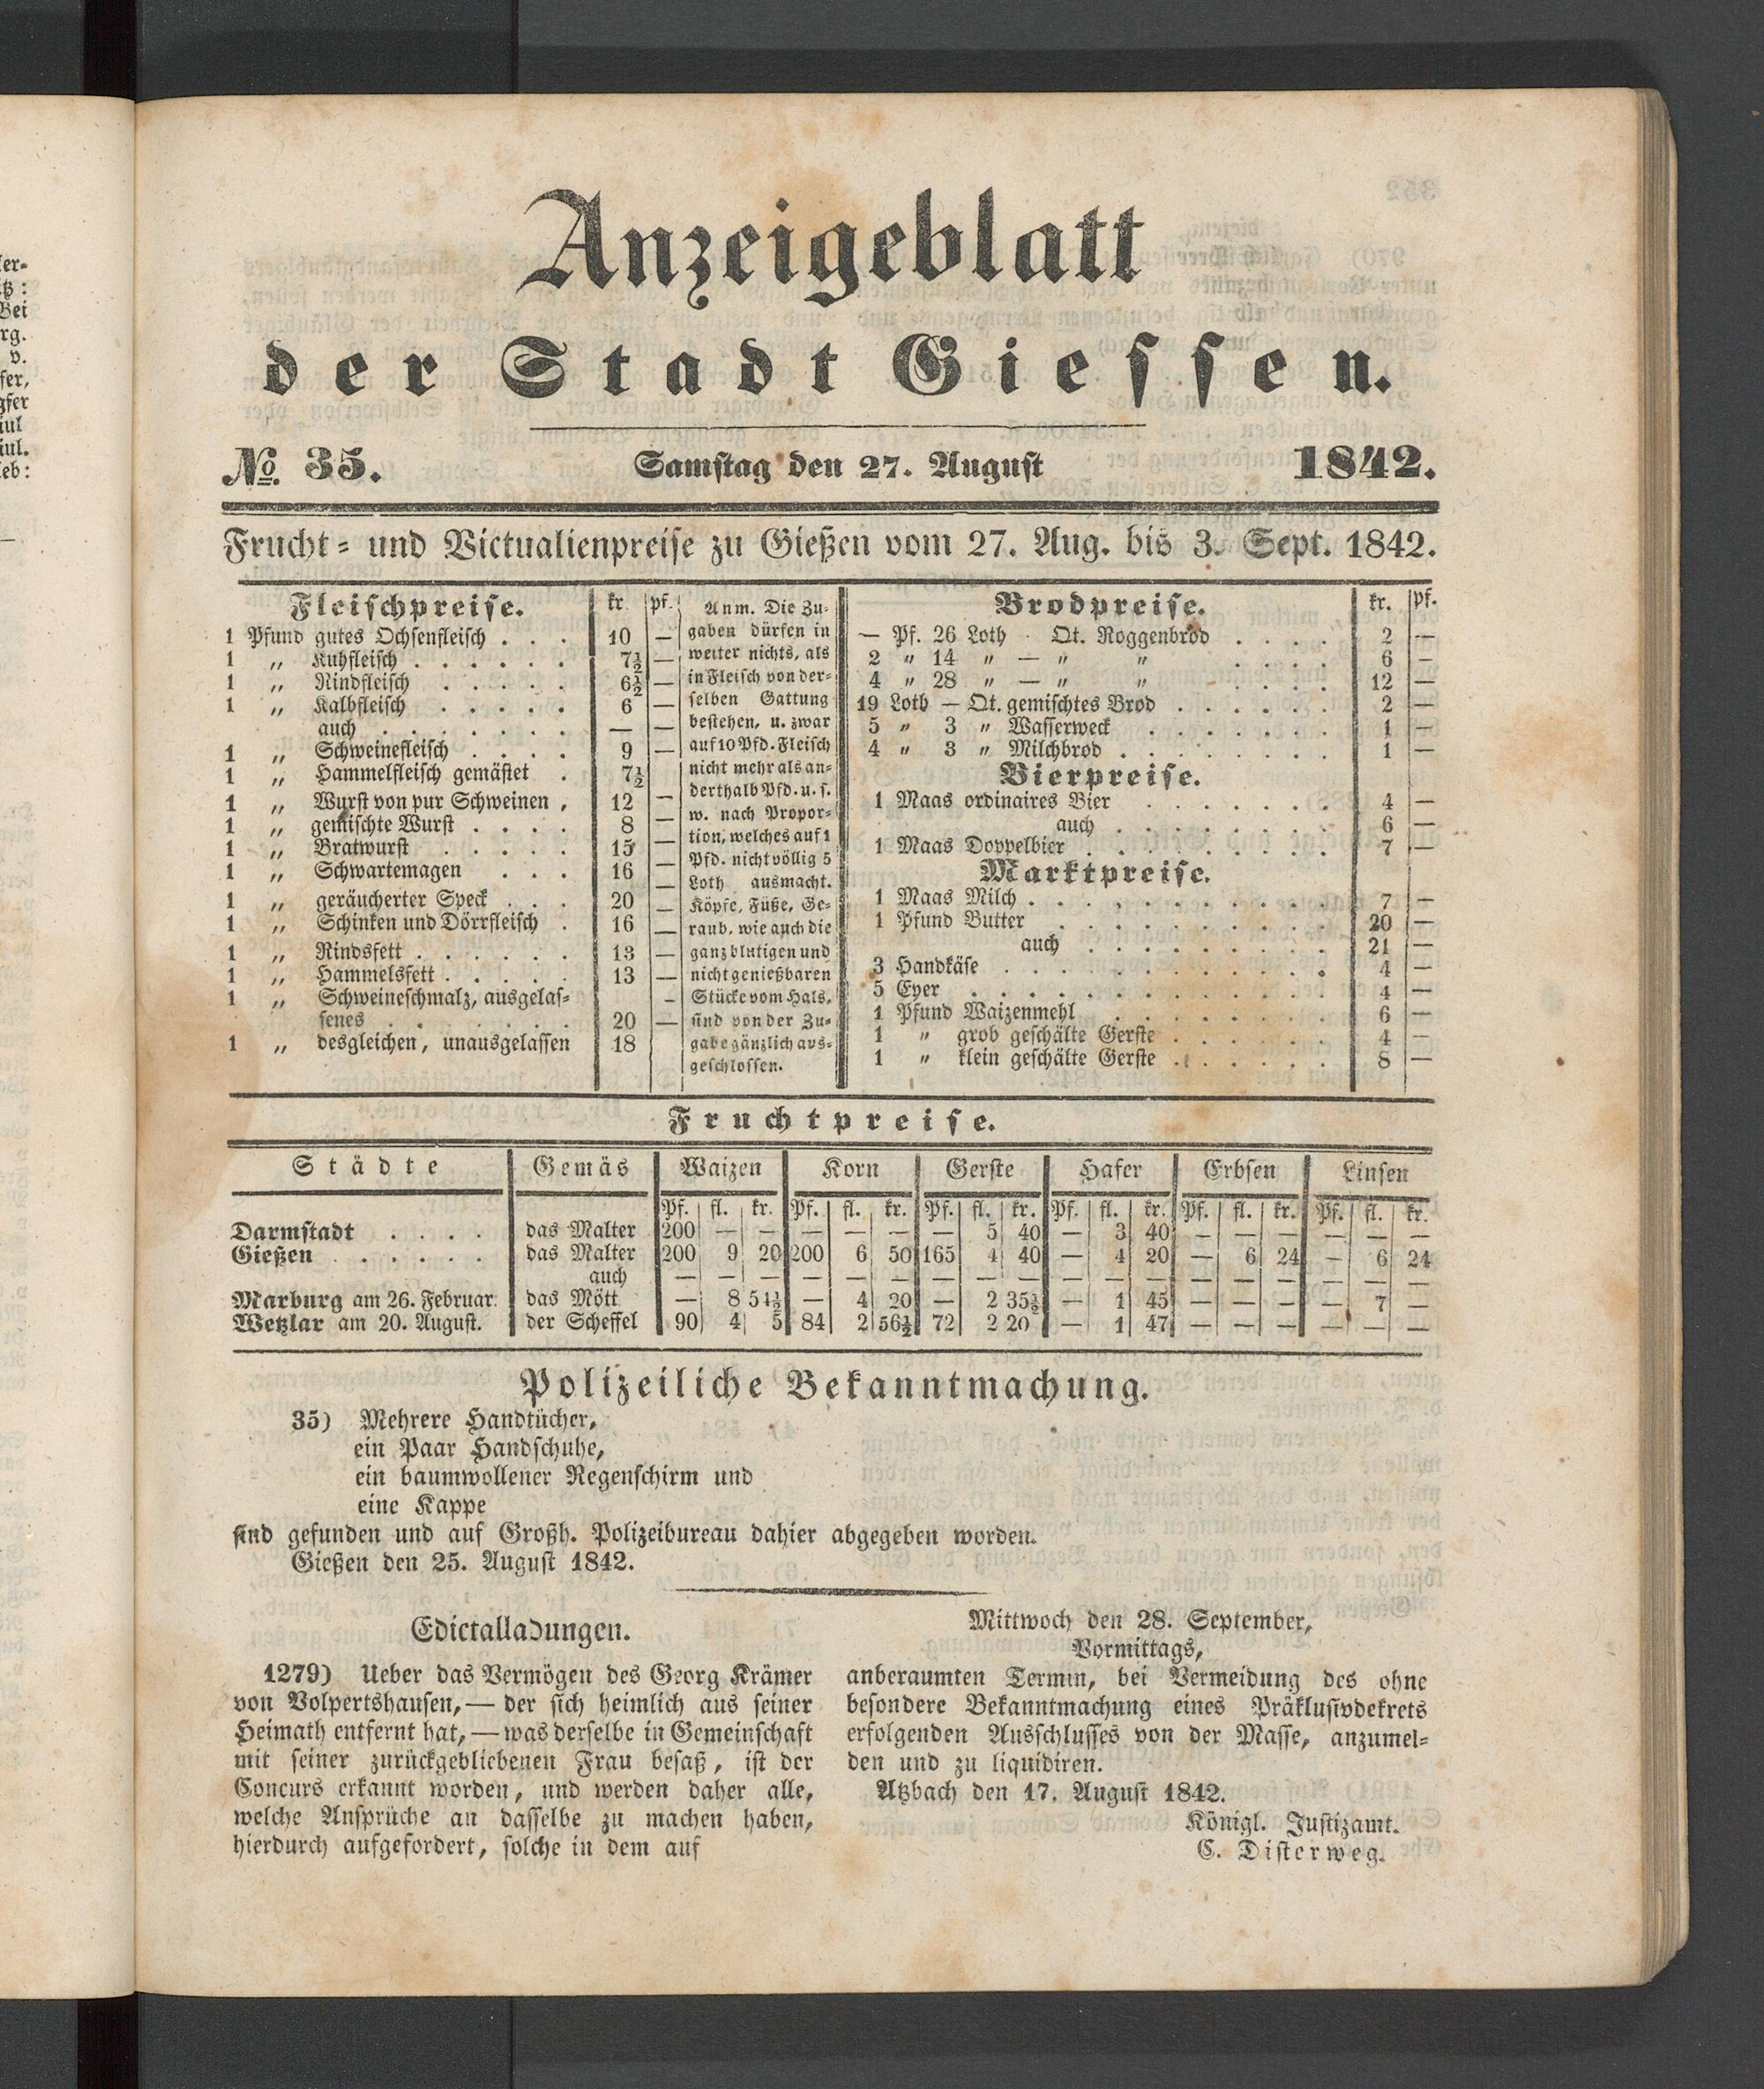 Anzeigeblatt
der Stadt Giessen.
No. 35. Samstag den 27. August 1842.
Frucht= und Victualienpreise zu Gießen vom 27. Aug. bis 3. Sept. 1842.
Fleischpreise. kr. pf.
1 Pfund gutes Ochsenfleisch . . . 10 —
1 „ Kuhfleisch . . . . . . 7½ —
1 „ Rindfleisch . . . . . 6½ —
1 „ Kalbfleisch . . . . . 6 —
auch . . . . . . . — —
1 „ Schweinefleisch . . . . 9 —
1 „ Hammelfleisch gemästet . 7½
1 „ Wurst von pur Schweinen , 12 —
1 „ gemischte Wurst . . . . 8 —
1 „ Bratwurst . . . . . 15 —
1 „ Schwartemagen . . . 16 —
1 „ geräucherter Speck . . . 20 —
1 „ Schinken und Dörrfleisch . 16 —
1 „ Rindsfett . . . . . . 13 —
1 „ Hammelsfett . . . . . 13 —
1 „ Schweineschmalz, ausgelas=
senes . . . . . . . 20 —
1 „ desgleichen, unausgelassen 18
Anm. Die Zu=
gaben dürfen in
weiter nichts, als
in Fleisch von der=
selben Gattung
bestehen, u. zwar
auf 10 Pfd. Fleisch
nicht mehr als an=
derthalb Pfd. u. s.
w. nach Propor=
tion, welches auf 1
Pfd. nicht völlig 5
Loth ausmacht.
Köpfe, Füße, Ge=
raub, wie auch die
ganz blutigen und
nicht genießbaren
Stücke vom Hals,
sind von der Zu=
gabe gänzlich aus=
geschlossen.
Brodpreise. kr. pf.
— Pf. 26 Loth · Qt. Roggenbrod . . . . 2 —
2 „ 14 „ — „ „ . . . . 6 —
4 „ 28 „ — „ „ . . . . 12 —
19 Loth — Qt. gemischtes Brod . . . . . . 2 —
5 „ 3 „ Wasserweck . . . . . . . 1 —
4 „ 3 „ Milchbrod . . . . . . . . 1 —
Bierpreise.
1 Maas ordinaires Bier . . . . . . . 4 —
auch . . . . . . . . 6 —
1 Maas Doppelbier . . . . . . . . . 7 —
Marktpreise.
1 Maas Milch . . . . . . . . . . . 7 —
1 Pfund Butter . . . . . . . . . . 20 —
auch . . . . . . . . . 21 —
3 Handkäse . . . . . . . . . . . . 4 —
5 Eyer . . . . . . . . . . . . . 4 —
1 Pfund Waizenmehl . . . . . . . . 6 —
1 „ grob geschälte Gerste . . . . . . 4 —
1 „ klein geschälte Gerste . . . . . . 8 —
Fruchtpreise.
Städte Gemäs Waizen Korn Gerste Hafer Erbsen Linsen
Pf. fl. kr. Pf. fl. kr. Pf. fl. kr. Pf. fl. kr. Pf. fl. kr. Pf. fl. kr.
Darmstadt . . . . das Malter 200 — — — — — — 5 40 — 3 40 — — — — — —
Gießen . . . . . das Malter 200 9 20 200 6 50 165 4 40 — 4 20 — 6 24 — 6 24
auch — — — — — — — — — — — — — — — — — —
Marburg am 26. Februar. das Mött — 8 54½ — 4 20 — 2 35½ — 1 45 — — — — 7 —
Wetzlar am 20. August. der Scheffel 90 4 5 84 2 56½ 72 2 20 — 1 47 — — — — — —
Polizeiliche Bekanntmachung.
35) Mehrere Handtücher,
ein Paar Handschuhe,
ein baumwollener Regenschirm und
eine Kappe
sind gefunden und auf Großh. Polizeibureau dahier abgegeben worden.
Gießen den 25. August 1842.
Edictalladungen.
1279) Ueber das Vermögen des Georg Krämer
von Volpertshausen, — der sich heimlich aus seiner
Heimath entfernt hat, — was derselbe in Gemeinschaft
mit seiner zurückgebliebenen Frau besaß, ist der
Concurs erkannt worden, und werden daher alle,
welche Ansprüche an dasselbe zu machen haben,
hierdurch aufgefordert, solche in dem auf
Mittwoch den 28. September,
Vormittags,
anberaumten Termin, bei Vermeidung des ohne
besondere Bekanntmachung eines Präklusivdekrets
erfolgenden Ausschlusses von der Masse, anzumel=
den und zu liquidiren.
Atzbach den 17. August 1842.
Königl. Justizamt.
C. Disterweg.